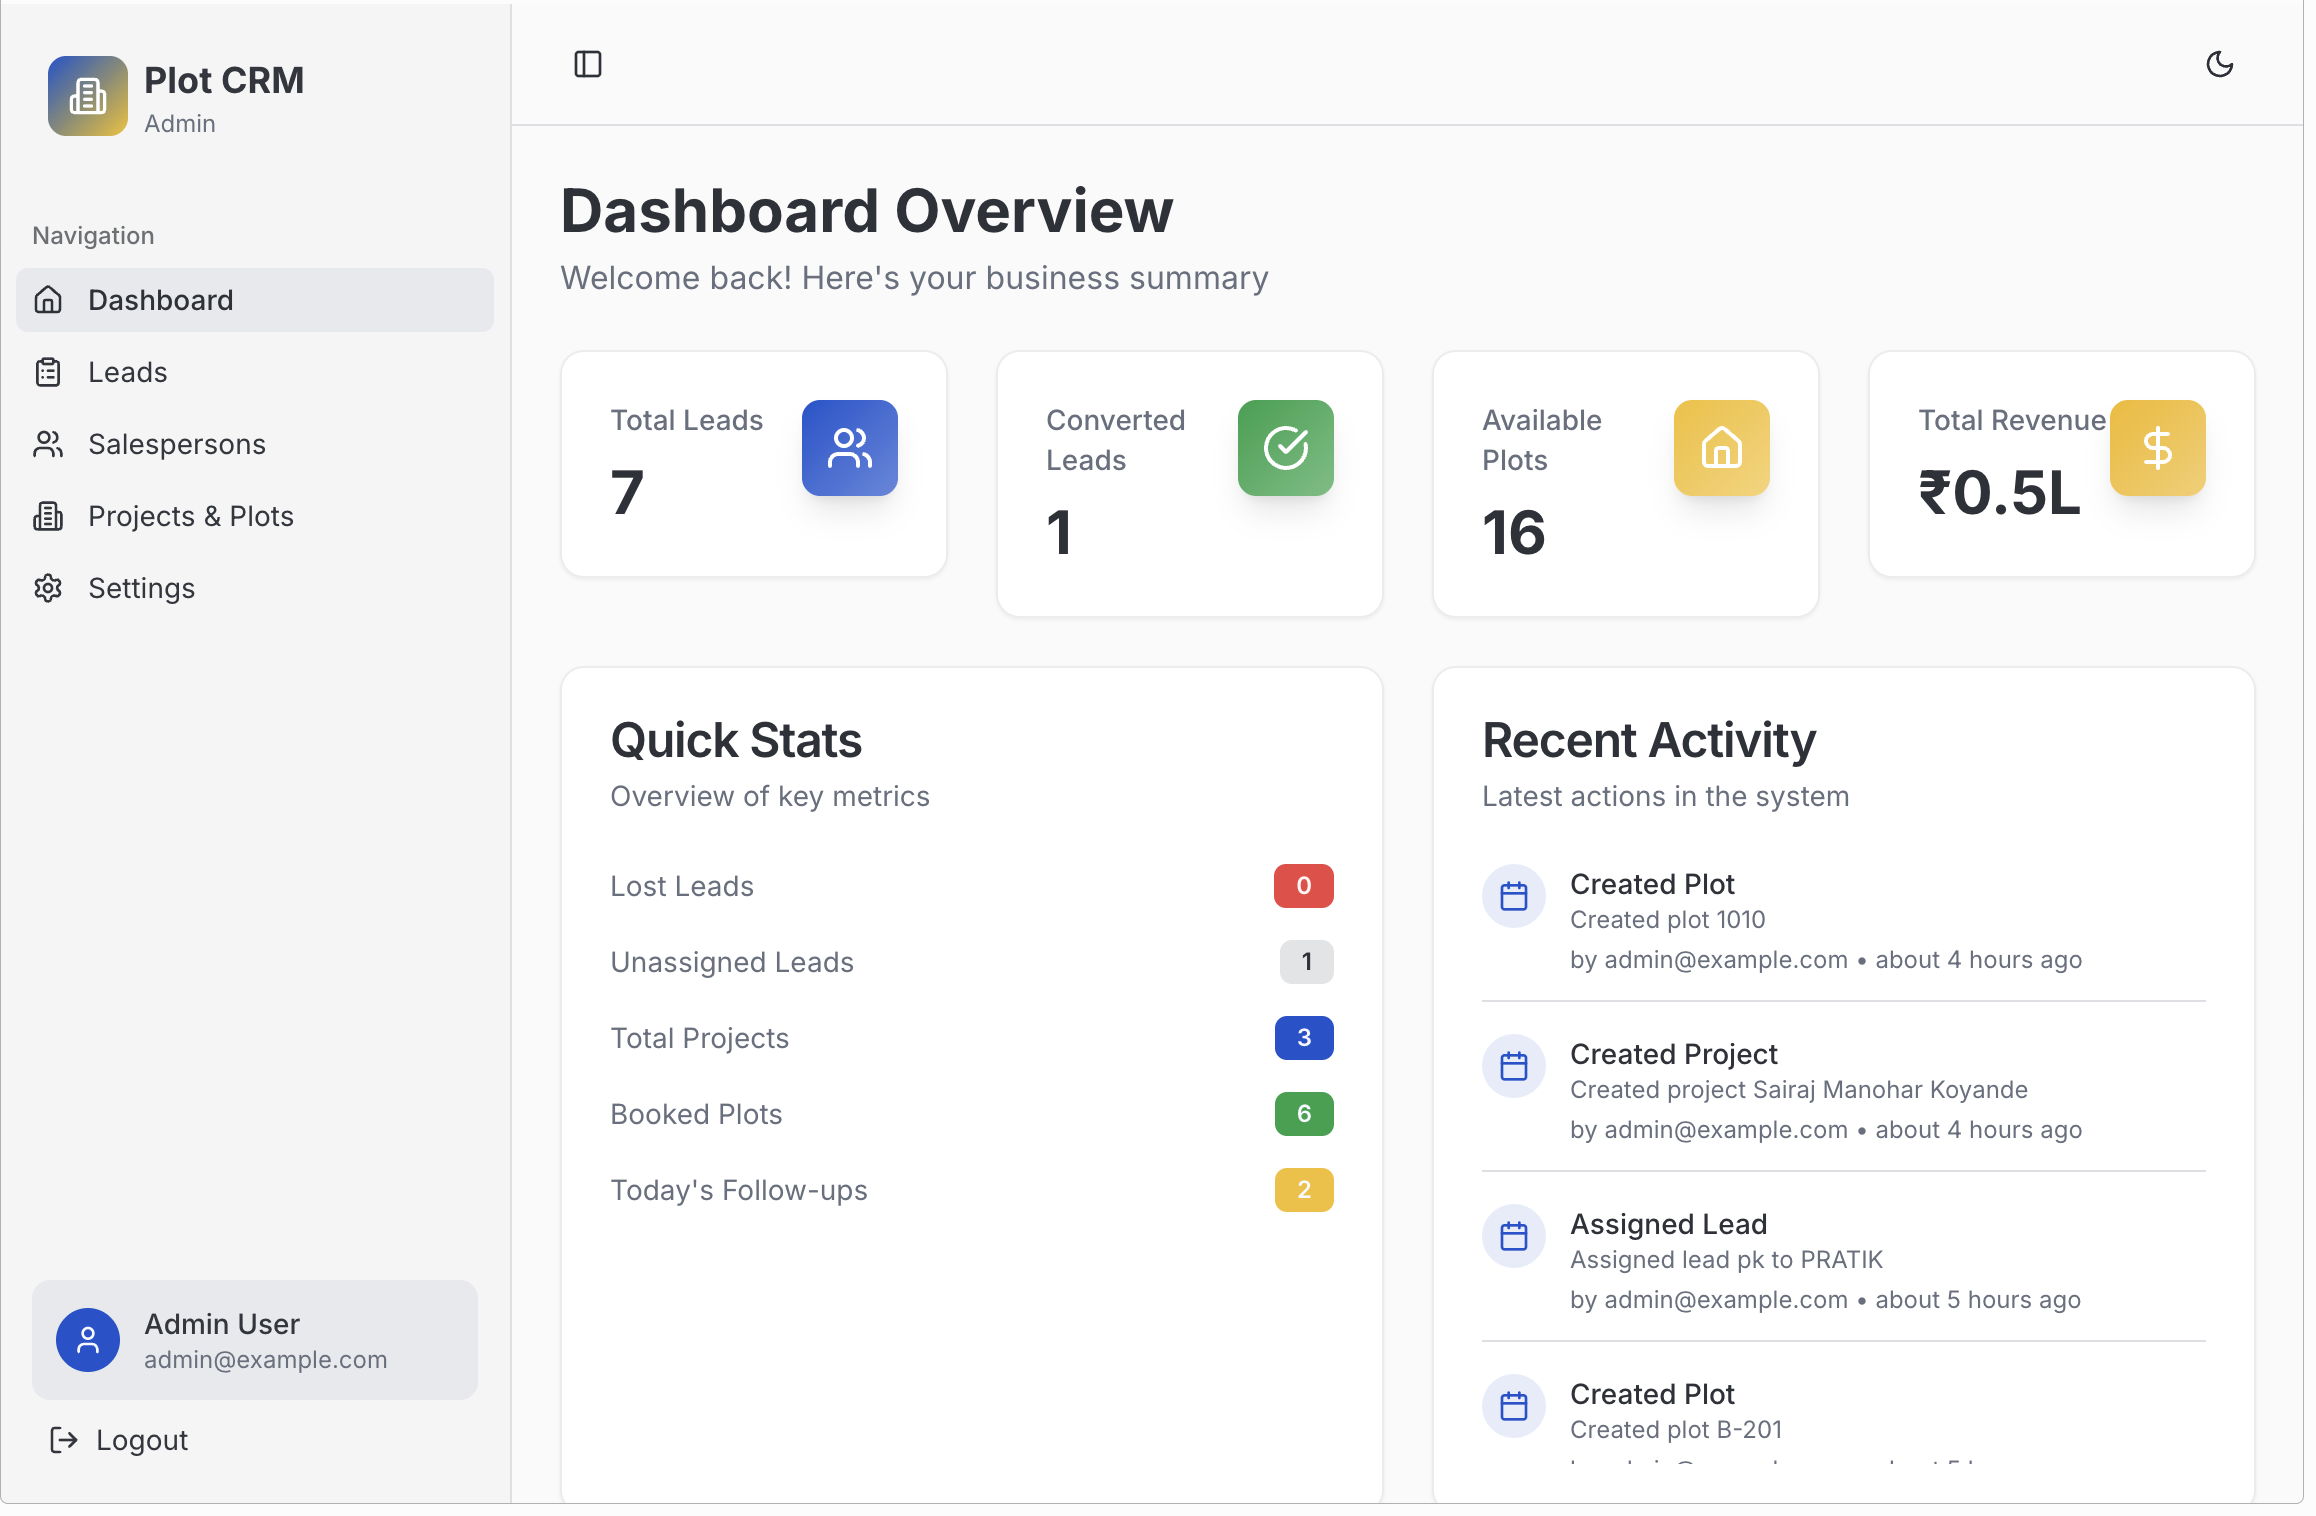 Plot CRM
Admin
Navigation
Dashboard
Leads
Salespersons
Projects & Plots
Settings
Admin User
admin@example.com
Logout
Dashboard Overview
Welcome back! Here's your business summary
Total Leads
7
Converted
Leads
1
Available
Plots
16
Total Revenue
₹0.5L
Quick Stats
Overview of key metrics
Lost Leads
0
Unassigned Leads
1
Total Projects
3
Booked Plots
6
Today's Follow-ups
2
Recent Activity
Latest actions in the system
Created Plot
Created plot 1010
by admin@example.com • about 4 hours ago
Created Project
Created project Sairaj Manohar Koyande
by admin@example.com • about 4 hours ago
Assigned Lead
Assigned lead pk to PRATIK
by admin@example.com • about 5 hours ago
Created Plot
Created plot B-201